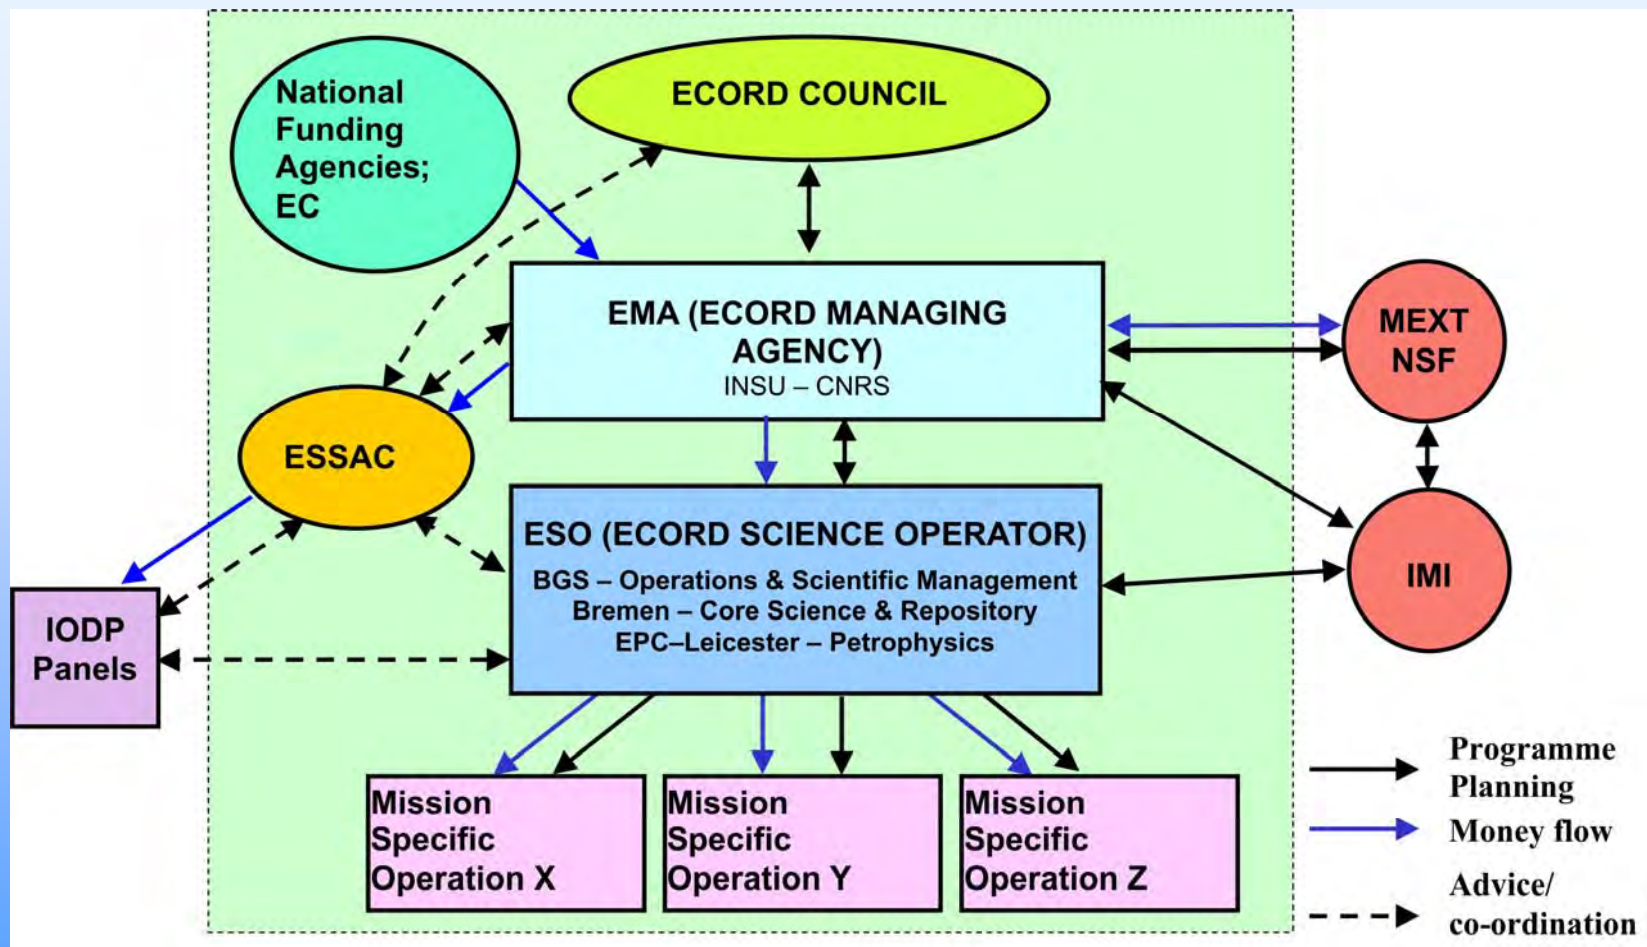 National
Funding
Agencies;
EC
ECORD COUNCIL
EMA (ECORD MANAGING
AGENCY)
INSU – CNRS
MEXT
NSF
ESSAC
ESO (ECORD SCIENCE OPERATOR)
BGS – Operations & Scientific Management
Bremen – Core Science & Repository
EPC–Leicester – Petrophysics
IMI
IODP
Panels
Mission
Specific
Operation X
Mission
Specific
Operation Y
Mission
Specific
Operation Z
Programme
Planning
Money flow
Advice/
co-ordination